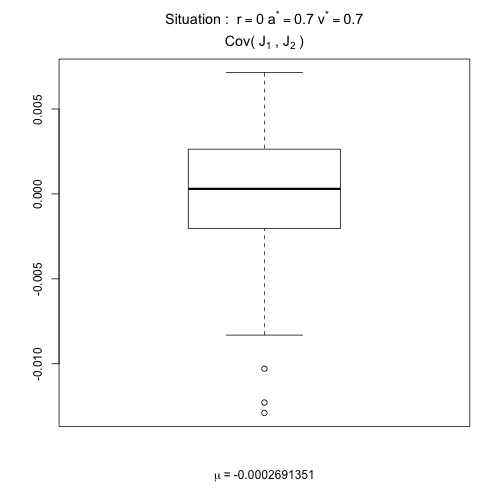 Situation : r = 0 a* = 0.7 v* = 0.7
Cov( J₁ , J₂ )
0.005
0.000
-0.005
-0.010
μ = -0.0002691351